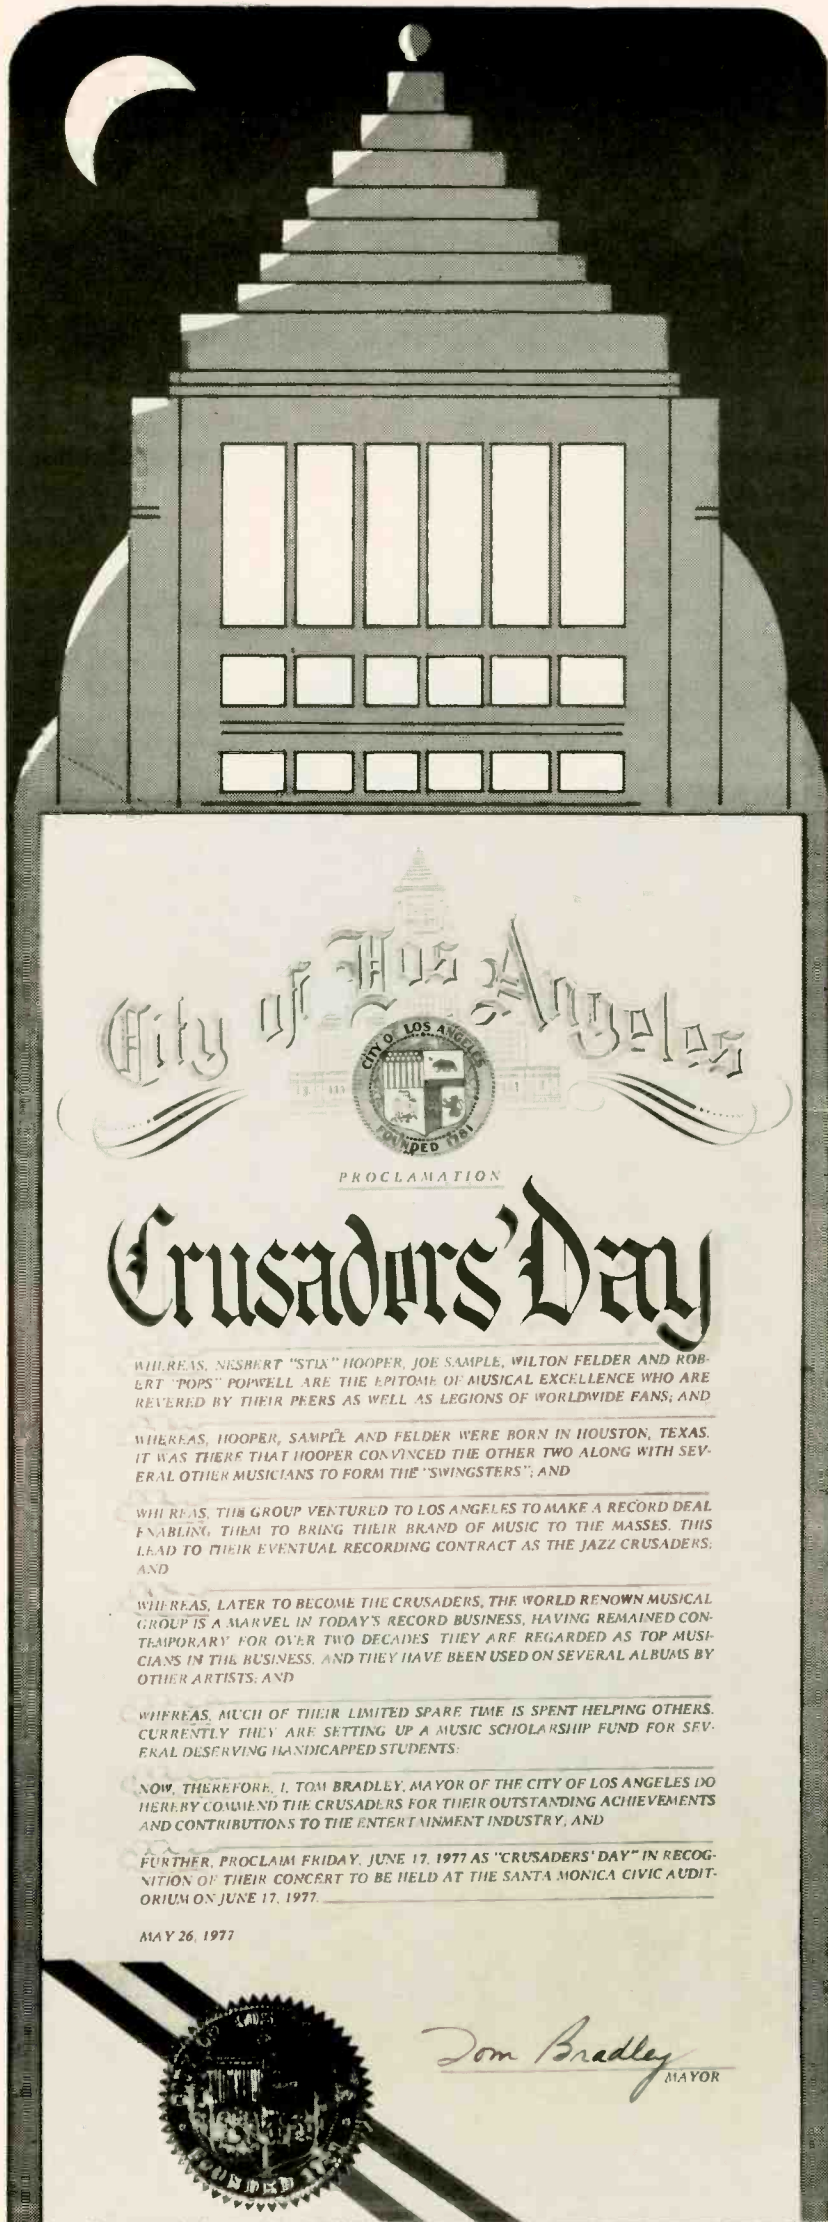 City of Los Angeles
CITY OF LOS ANGELES
FOUNDED 1781
PROCLAMATION
Crusaders' Day
WHEREAS, NESBERT "STIX" HOOPER, JOE SAMPLE, WILTON FELDER AND ROB-
ERT "POPS" POPWELL ARE THE EPITOME OF MUSICAL EXCELLENCE WHO ARE
REVERED BY THEIR PEERS AS WELL AS LEGIONS OF WORLDWIDE FANS; AND
WHEREAS, HOOPER, SAMPLE AND FELDER WERE BORN IN HOUSTON, TEXAS.
IT WAS THERE THAT HOOPER CONVINCED THE OTHER TWO ALONG WITH SEV-
ERAL OTHER MUSICIANS TO FORM THE "SWINGSTERS"; AND
WHEREAS, THE GROUP VENTURED TO LOS ANGELES TO MAKE A RECORD DEAL
ENABLING THEM TO BRING THEIR BRAND OF MUSIC TO THE MASSES. THIS
LEAD TO THEIR EVENTUAL RECORDING CONTRACT AS THE JAZZ CRUSADERS;
AND
WHEREAS, LATER TO BECOME THE CRUSADERS, THE WORLD RENOWN MUSICAL
GROUP IS A MARVEL IN TODAY'S RECORD BUSINESS, HAVING REMAINED CON-
TEMPORARY FOR OVER TWO DECADES. THEY ARE REGARDED AS TOP MUSI-
CIANS IN THE BUSINESS, AND THEY HAVE BEEN USED ON SEVERAL ALBUMS BY
OTHER ARTISTS; AND
WHEREAS, MUCH OF THEIR LIMITED SPARE TIME IS SPENT HELPING OTHERS.
CURRENTLY THEY ARE SETTING UP A MUSIC SCHOLARSHIP FUND FOR SEV-
ERAL DESERVING HANDICAPPED STUDENTS:
NOW, THEREFORE, I, TOM BRADLEY, MAYOR OF THE CITY OF LOS ANGELES DO
HEREBY COMMEND THE CRUSADERS FOR THEIR OUTSTANDING ACHIEVEMENTS
AND CONTRIBUTIONS TO THE ENTERTAINMENT INDUSTRY; AND
FURTHER, PROCLAIM FRIDAY, JUNE 17, 1977 AS "CRUSADERS' DAY" IN RECOG-
NITION OF THEIR CONCERT TO BE HELD AT THE SANTA MONICA CIVIC AUDIT-
ORIUM ON JUNE 17, 1977.
MAY 26, 1977
Tom Bradley
MAYOR
FOUNDED